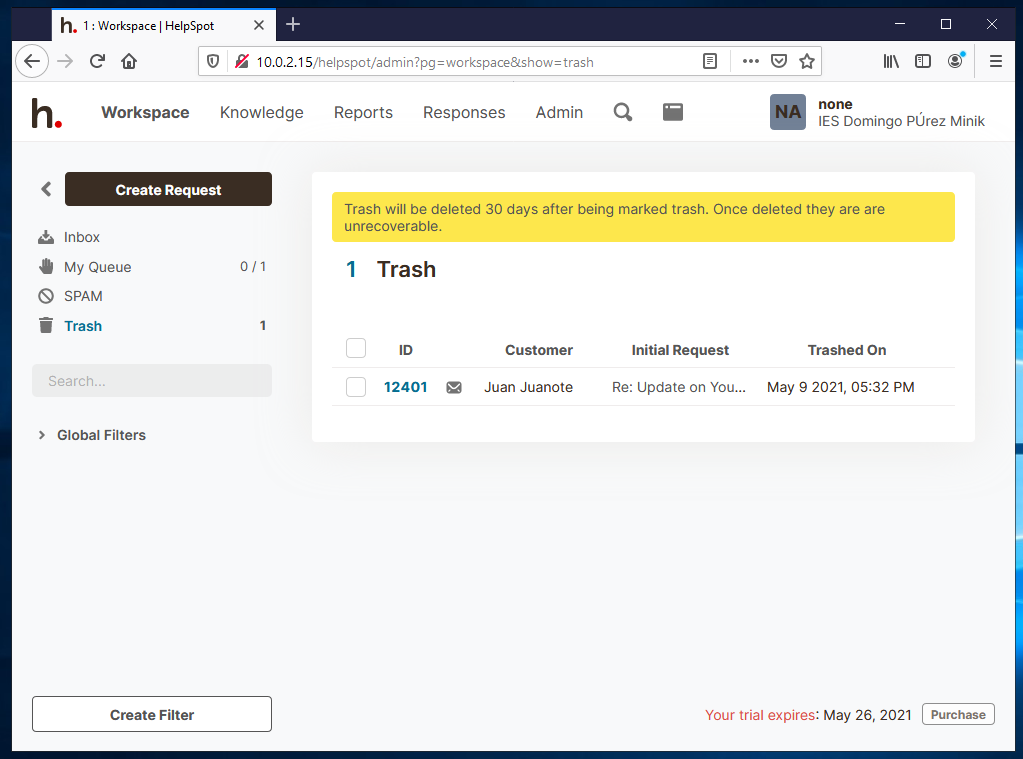 h. 1 : Workspace | HelpSpot
10.0.2.15/helpspot/admin?pg=workspace&show=trash
h. Workspace Knowledge Reports Responses Admin NA none
IES Domingo PÚrez Minik
Create Request
Inbox
My Queue 0 / 1
SPAM
Trash 1
Search...
Global Filters
Trash will be deleted 30 days after being marked trash. Once deleted they are are
unrecoverable.
1 Trash
ID Customer Initial Request Trashed On
12401 Juan Juanote Re: Update on You... May 9 2021, 05:32 PM
Create Filter
Your trial expires: May 26, 2021 Purchase